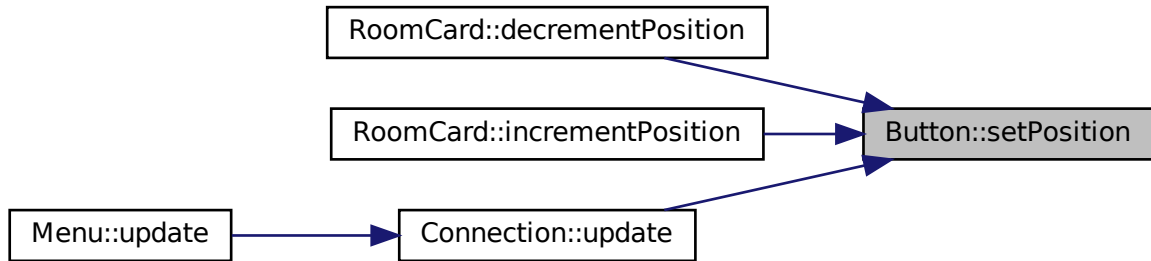 RoomCard::decrementPosition
RoomCard::incrementPosition
Button::setPosition
Menu::update
Connection::update